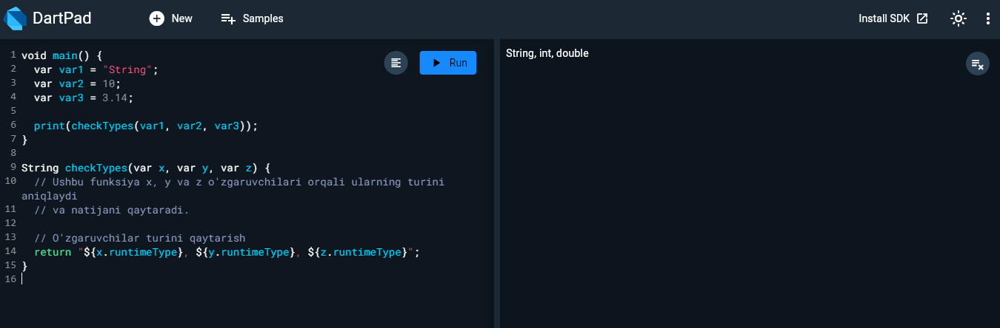 DartPad
New
Samples
Install SDK
1 void main() {
2 var var1 = "String";
3 var var2 = 10;
4 var var3 = 3.14;
5
6 print(checkTypes(var1, var2, var3));
7 }
8
9 String checkTypes(var x, var y, var z) {
10 // Ushbu funksiya x, y va z o'zgaruvchilari orqali ularning turini
aniqlaydi
11 // va natijani qaytaradi.
12
13 // O'zgaruvchilar turini qaytarish
14 return "${x.runtimeType}, ${y.runtimeType}, ${z.runtimeType}";
15 }
16
Run
String, int, double